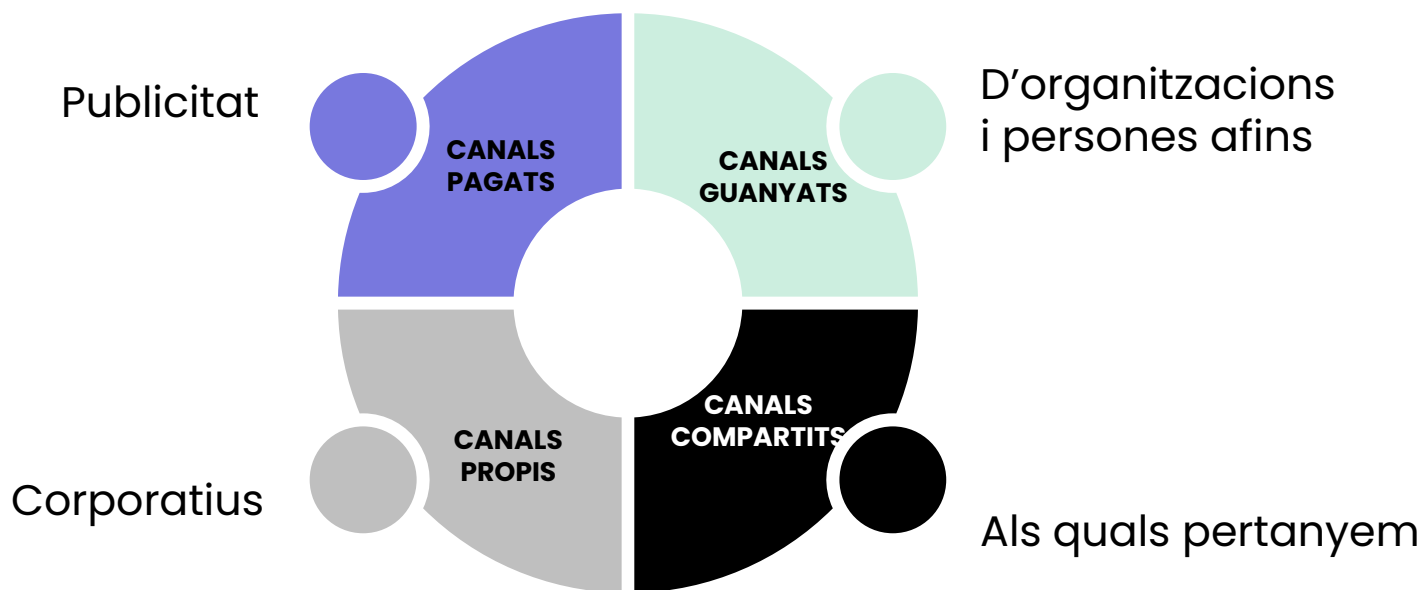 Publicitat
CANALS
PAGATS
CANALS
GUANYATS
D’organitzacions
i persones afins
Corporatius
CANALS
PROPIS
CANALS
COMPARTITS
Als quals pertanyem